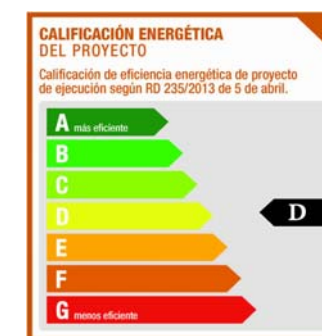 CALIFICACIÓN ENERGÉTICA
DEL PROYECTO
Calificación de eficiencia energética de proyecto
de ejecución según RD 235/2013 de 5 de abril.
A más eficiente
B
C
D
D
E
F
G menos eficiente